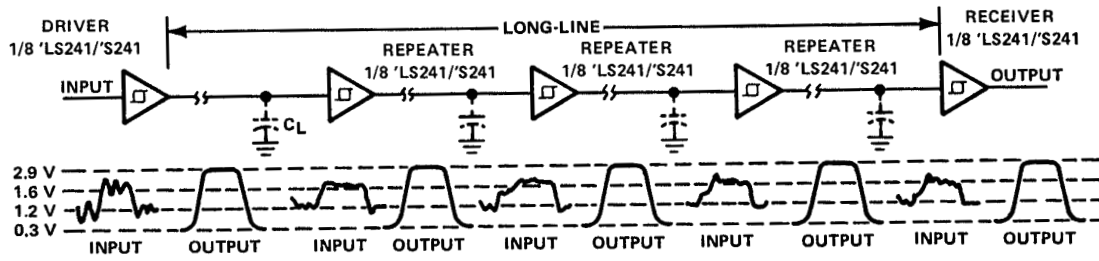 DRIVER
1/8 'LS241/'S241
LONG-LINE
RECEIVER
1/8 'LS241/'S241
REPEATER
1/8 'LS241/'S241
REPEATER
1/8 'LS241/'S241
REPEATER
1/8 'LS241/'S241
INPUT
OUTPUT
CL
2.9 V
1.6 V
1.2 V
0.3 V
INPUT OUTPUT INPUT OUTPUT INPUT OUTPUT INPUT OUTPUT INPUT OUTPUT